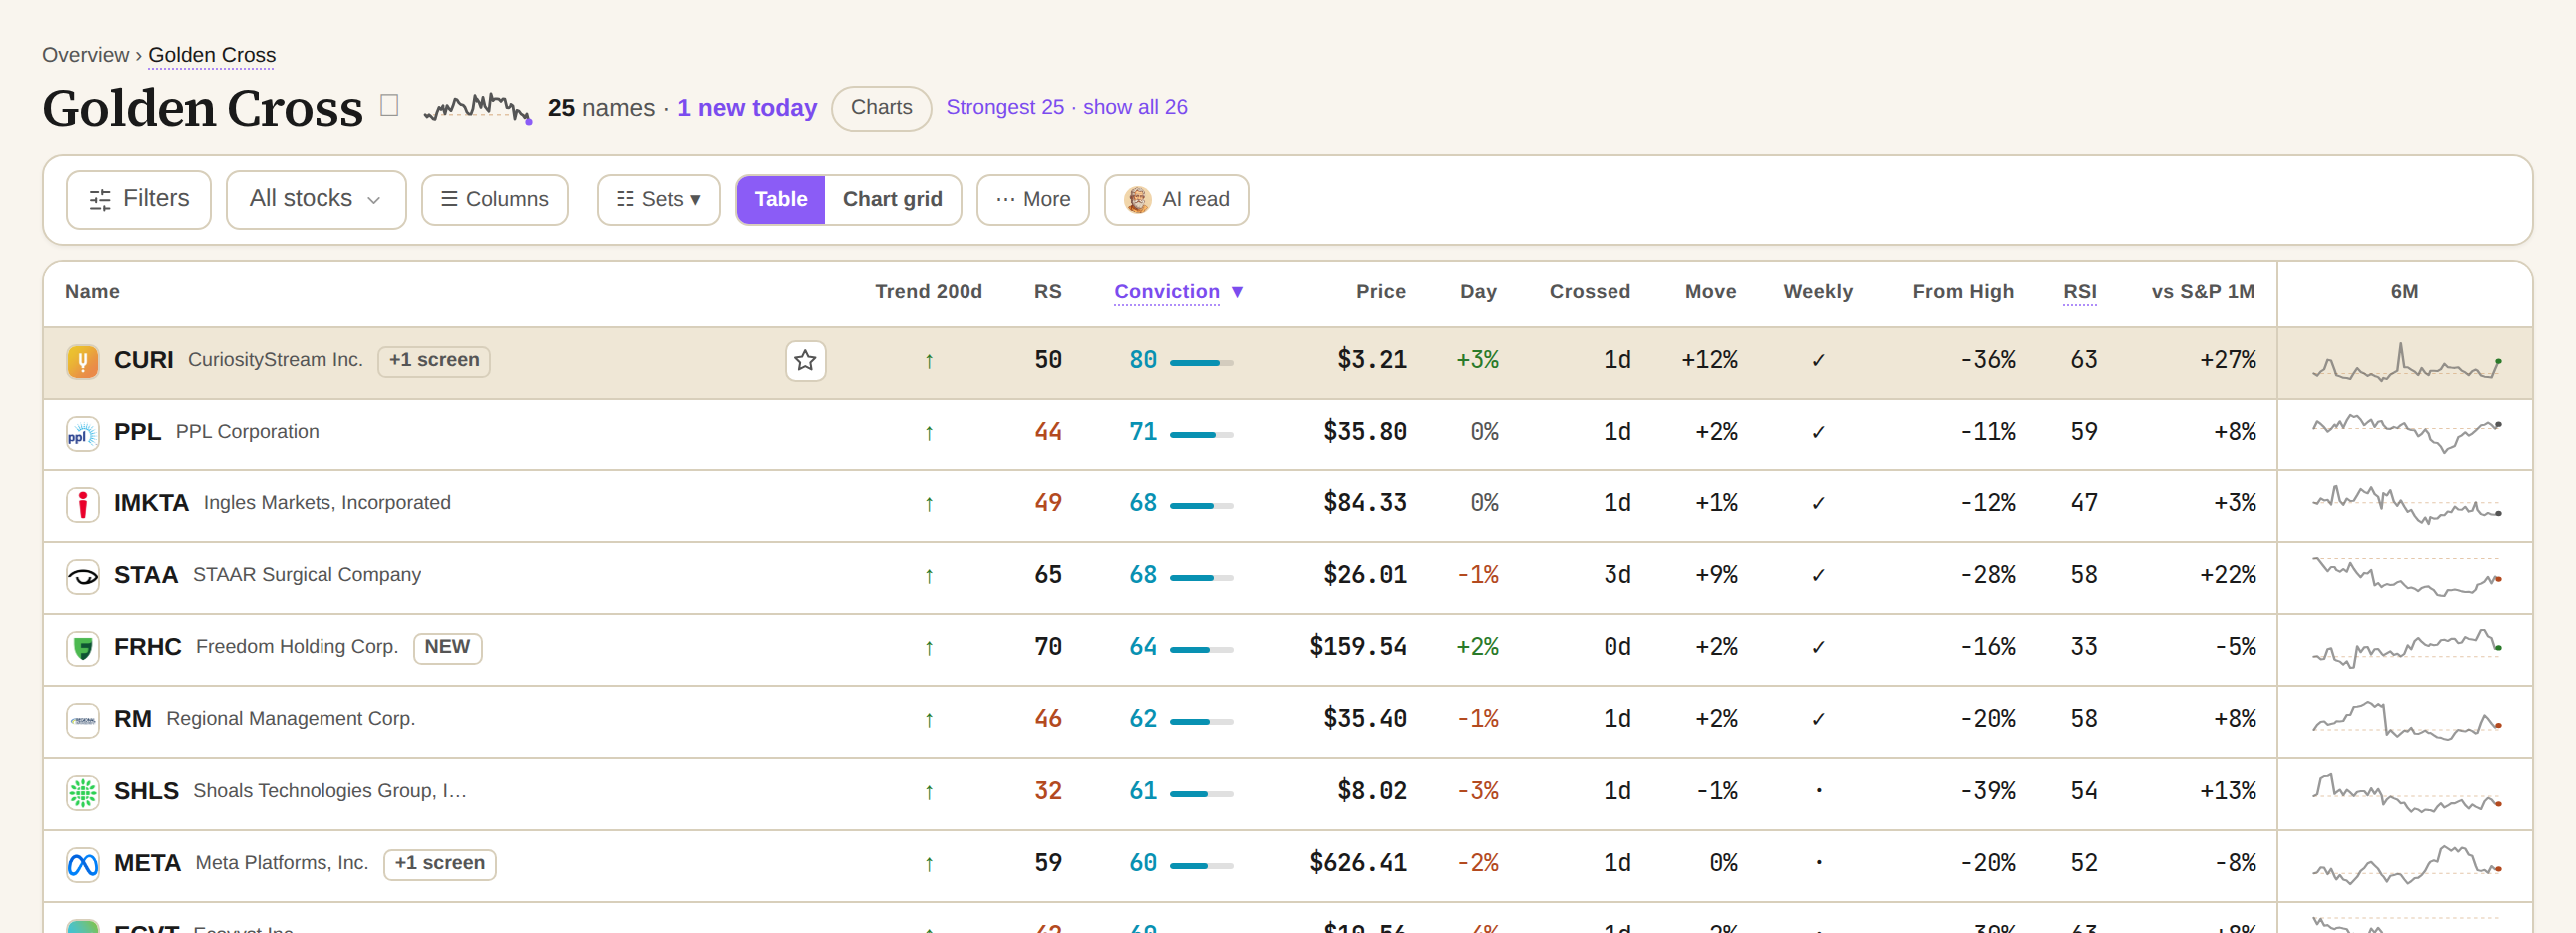 Overview › Golden Cross
Golden Cross 25 names · 1 new today Charts Strongest 25 · show all 26
Filters All stocks Columns Sets ▾ Table Chart grid ⋯ More AI read
Name Trend 200d RS Conviction ▼ Price Day Crossed Move Weekly From High RSI vs S&P 1M 6M
CURI CuriosityStream Inc. +1 screen ↑ 50 80 $3.21 +3% 1d +12% ✓ -36% 63 +27%
ppl PPL PPL Corporation ↑ 44 71 $35.80 0% 1d +2% ✓ -11% 59 +8%
IMKTA Ingles Markets, Incorporated ↑ 49 68 $84.33 0% 1d +1% ✓ -12% 47 +3%
STAA STAAR Surgical Company ↑ 65 68 $26.01 -1% 3d +9% ✓ -28% 58 +22%
FRHC Freedom Holding Corp. NEW ↑ 70 64 $159.54 +2% 0d +2% ✓ -16% 33 -5%
RM Regional Management Corp. ↑ 46 62 $35.40 -1% 1d +2% ✓ -20% 58 +8%
SHLS Shoals Technologies Group, I… ↑ 32 61 $8.02 -3% 1d -1% · -39% 54 +13%
META Meta Platforms, Inc. +1 screen ↑ 59 60 $626.41 -2% 1d 0% · -20% 52 -8%